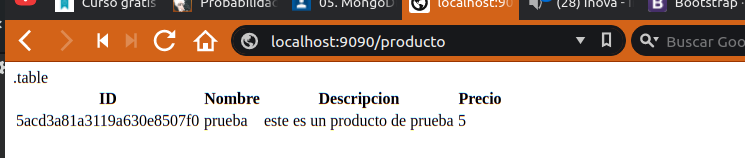 Curso gratis
Probabilidac
05. MongoD
localhost:90
(28) Inova - 
Bootstrap ·
localhost:9090/producto
Buscar Goo
.table
ID Nombre Descripcion Precio
5acd3a81a3119a630e8507f0 prueba este es un producto de prueba 5